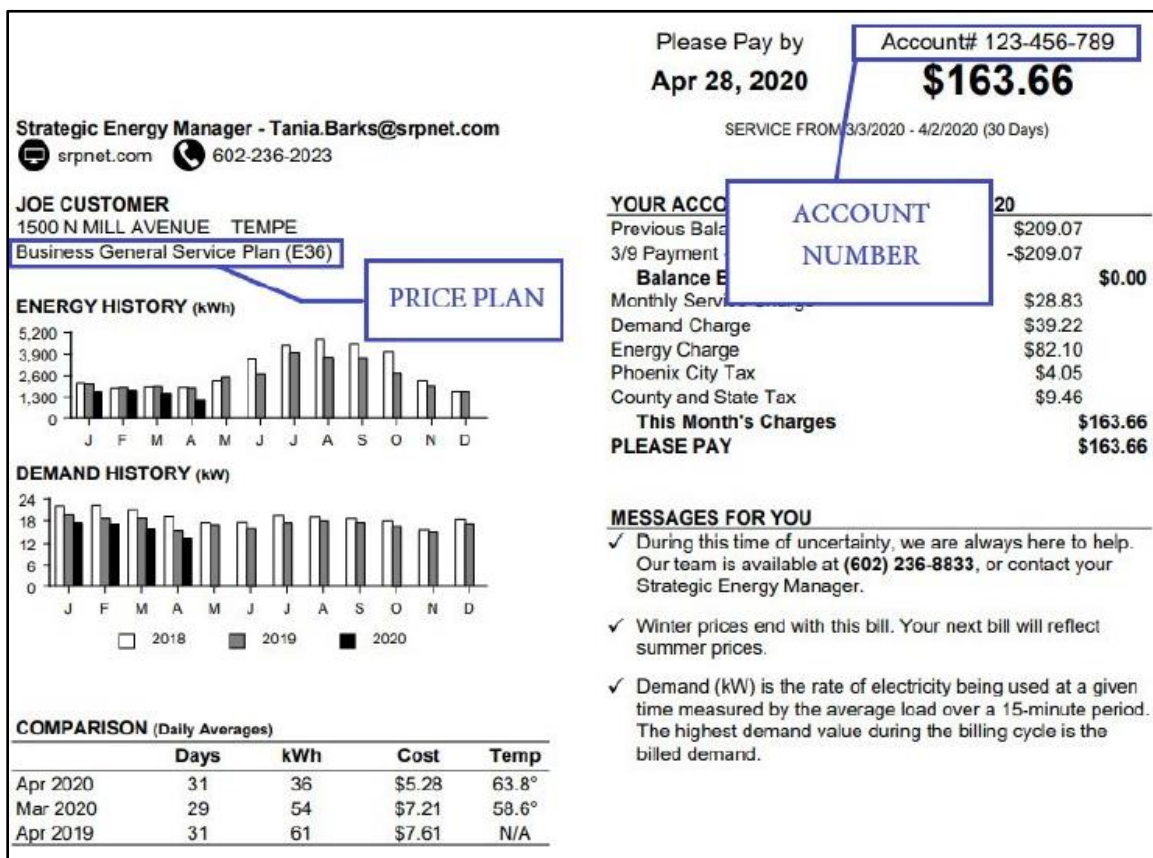 Please Pay by
Account# 123-456-789
Apr 28, 2020
$163.66
SERVICE FROM 3/3/2020 - 4/2/2020 (30 Days)
Strategic Energy Manager - Tania.Barks@srpnet.com
srpnet.com 602-236-2023
JOE CUSTOMER
1500 N MILL AVENUE TEMPE
Business General Service Plan (E36)
PRICE PLAN
ENERGY HISTORY (kWh)
5,200
3,900
2,600
1,300
0
J F M A M J J A S O N D
DEMAND HISTORY (kW)
24
18
12
6
0
J F M A M J J A S O N D
2018 2019 2020
COMPARISON (Daily Averages)
Days kWh Cost Temp
Apr 2020 31 36 $5.28 63.8°
Mar 2020 29 54 $7.21 58.6°
Apr 2019 31 61 $7.61 N/A
ACCOUNT
NUMBER
YOUR 20
Previous $209.07
3/9 Payment -$209.07
Balance $0.00
Monthly $28.83
Demand Charge $39.22
Energy Charge $82.10
Phoenix City Tax $4.05
County and State Tax $9.46
This Month's Charges $163.66
PLEASE PAY $163.66
MESSAGES FOR YOU
✓ During this time of uncertainty, we are always here to help.
Our team is available at (602) 236-8833, or contact your
Strategic Energy Manager.
✓ Winter prices end with this bill. Your next bill will reflect
summer prices.
✓ Demand (kW) is the rate of electricity being used at a given
time measured by the average load over a 15-minute period.
The highest demand value during the billing cycle is the
billed demand.